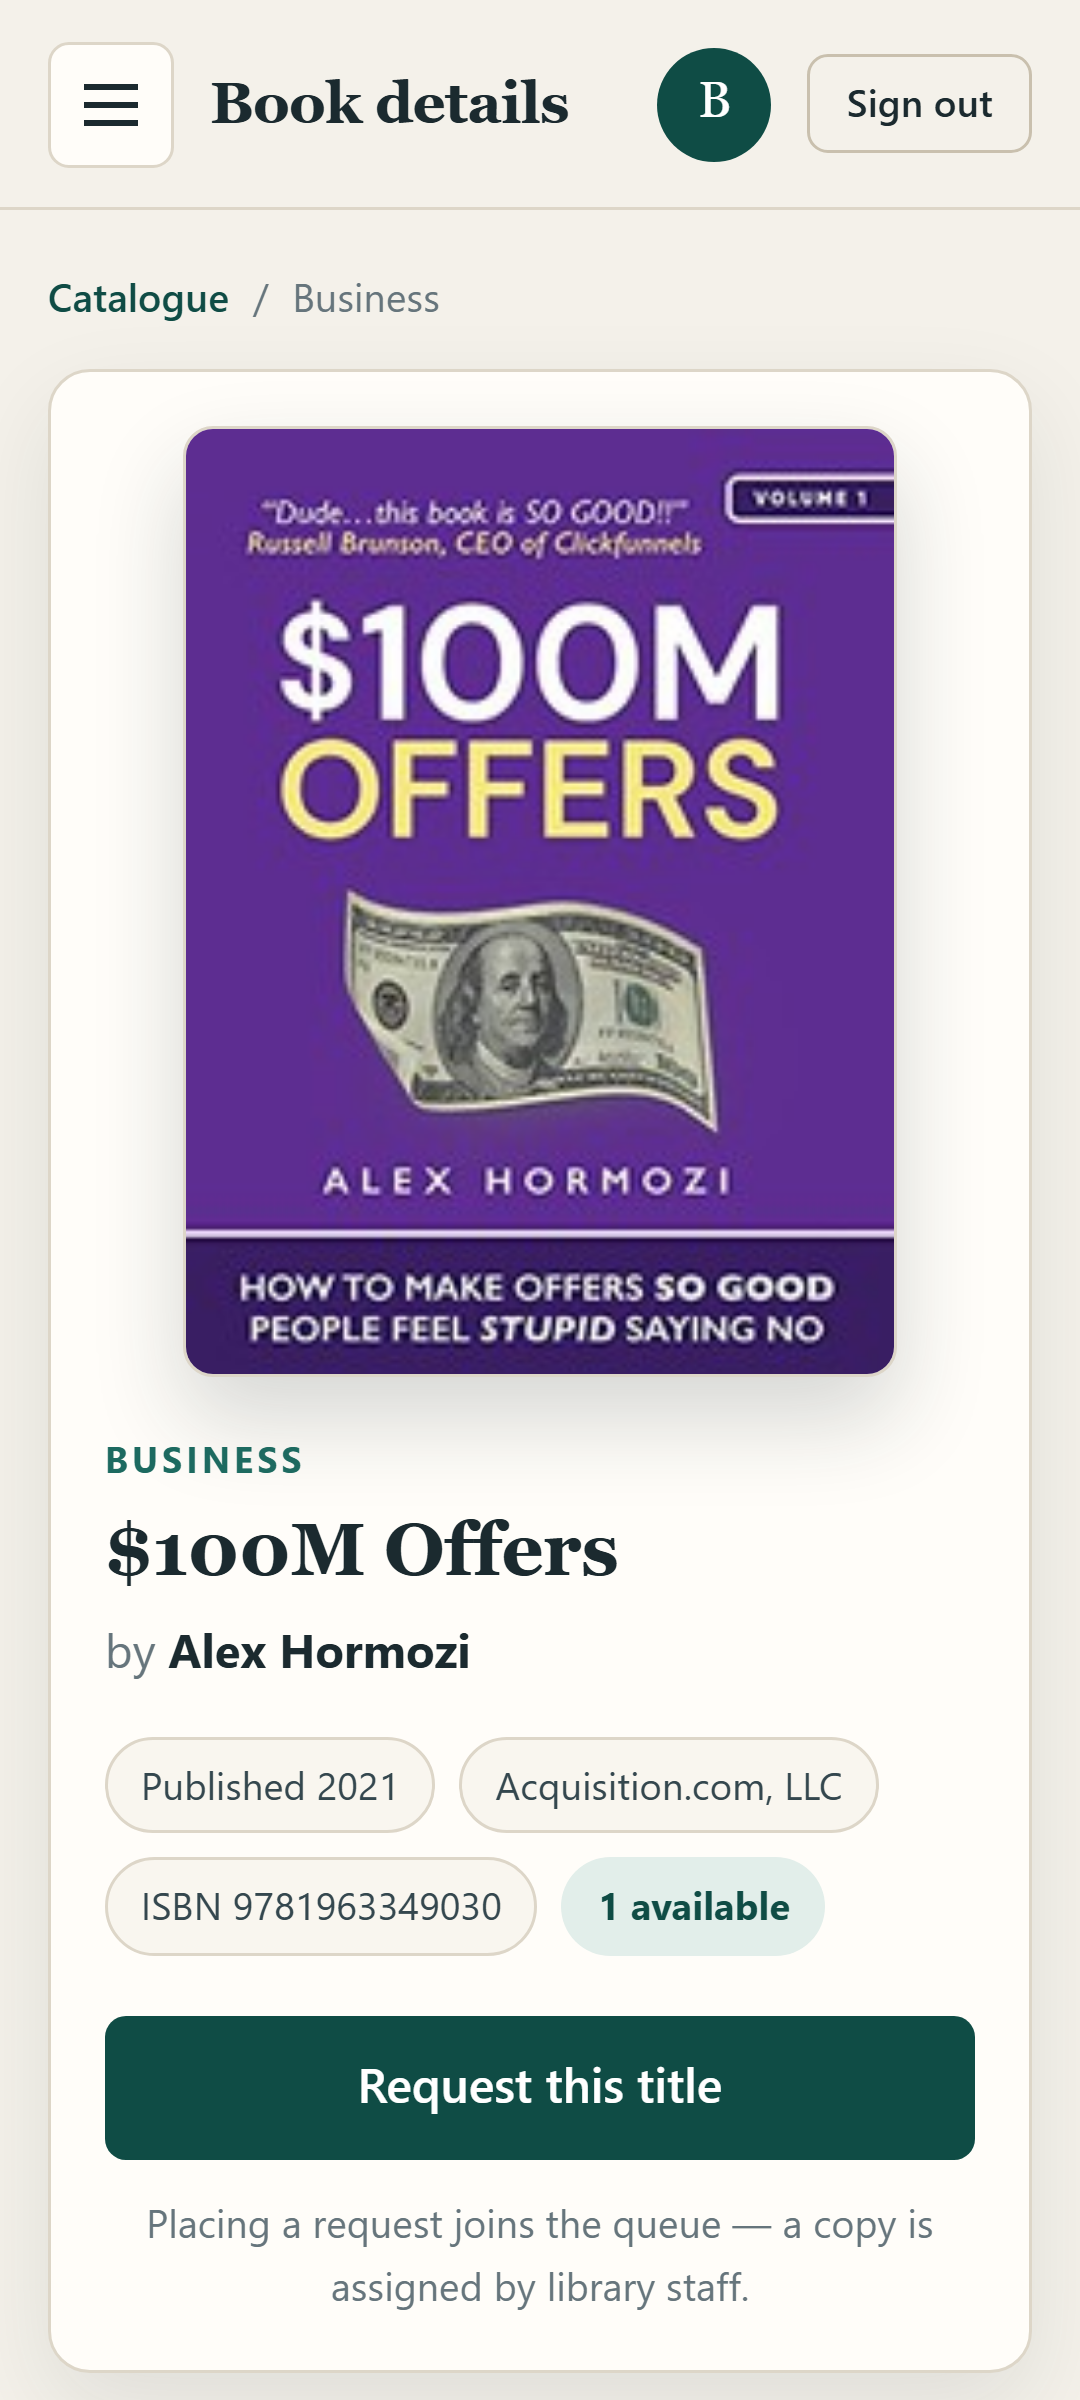 Book details
B
Sign out
Catalogue / Business
VOLUME 1
"Dude...this book is SO GOOD!!"
Russell Brunson, CEO of Clickfunnels
$100M
OFFERS
ALEX HORMOZI
HOW TO MAKE OFFERS SO GOOD
PEOPLE FEEL STUPID SAYING NO
BUSINESS
$100M Offers
by Alex Hormozi
Published 2021
Acquisition.com, LLC
ISBN 9781963349030
1 available
Request this title
Placing a request joins the queue — a copy is
assigned by library staff.